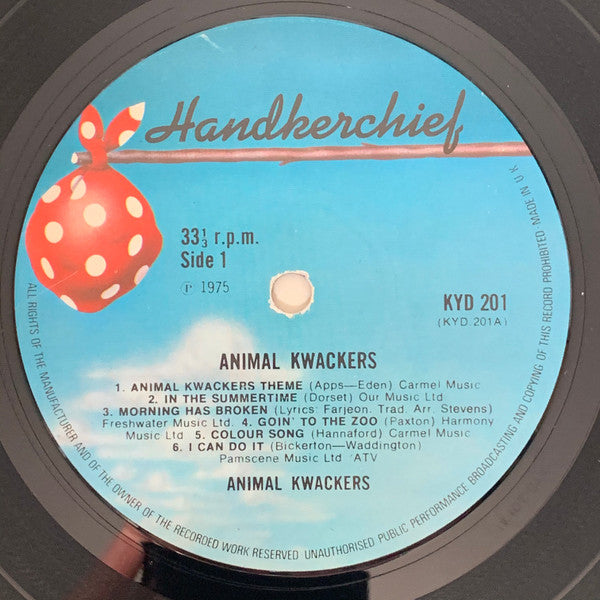 Handkerchief
33⅓ r.p.m.
Side 1
℗ 1975
KYD 201
(KYD 201A)
ANIMAL KWACKERS
1. ANIMAL KWACKERS THEME (Apps—Eden) Carmel Music
2. IN THE SUMMERTIME (Dorset) Our Music Ltd
3. MORNING HAS BROKEN (Lyrics: Farjeon. Trad. Arr. Stevens)
Freshwater Music Ltd. 4. GOIN' TO THE ZOO (Paxton) Harmony
Music Ltd. 5. COLOUR SONG (Hannaford) Carmel Music
6. I CAN DO IT (Bickerton—Waddington)
Pamscene Music Ltd ATV
ANIMAL KWACKERS
ALL RIGHTS OF THE MANUFACTURER AND OF THE OWNER OF THE RECORDED WORK RESERVED. UNAUTHORISED PUBLIC PERFORMANCE BROADCASTING AND COPYING OF THIS RECORD PROHIBITED. MADE IN U.K.